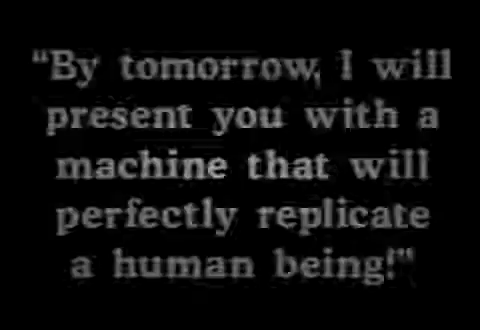 "By tomorrow, I will
present you with a
machine that will
perfectly replicate
a human being!"